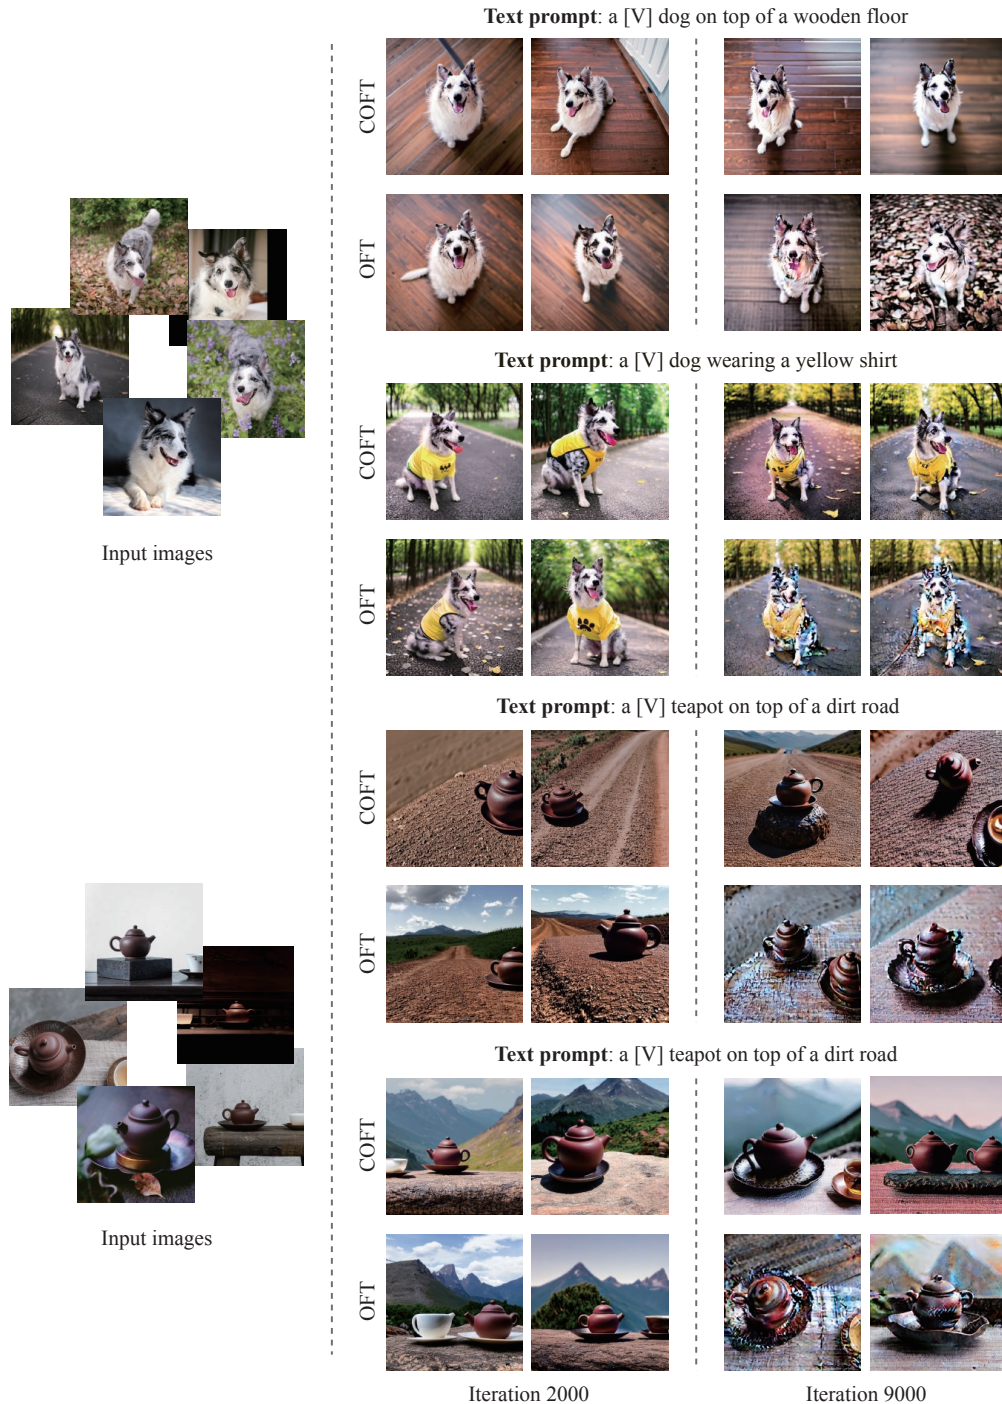 Text prompt: a [V] dog on top of a wooden floor
COFT
OFT
Text prompt: a [V] dog wearing a yellow shirt
COFT
OFT
Input images
Text prompt: a [V] teapot on top of a dirt road
COFT
OFT
Text prompt: a [V] teapot on top of a dirt road
COFT
OFT
Input images
Iteration 2000
Iteration 9000